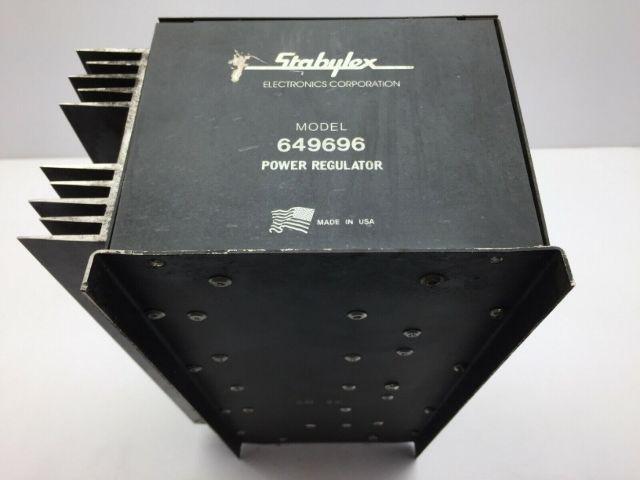 Stabylex
ELECTRONICS CORPORATION
MODEL
649696
POWER REGULATOR
MADE IN USA